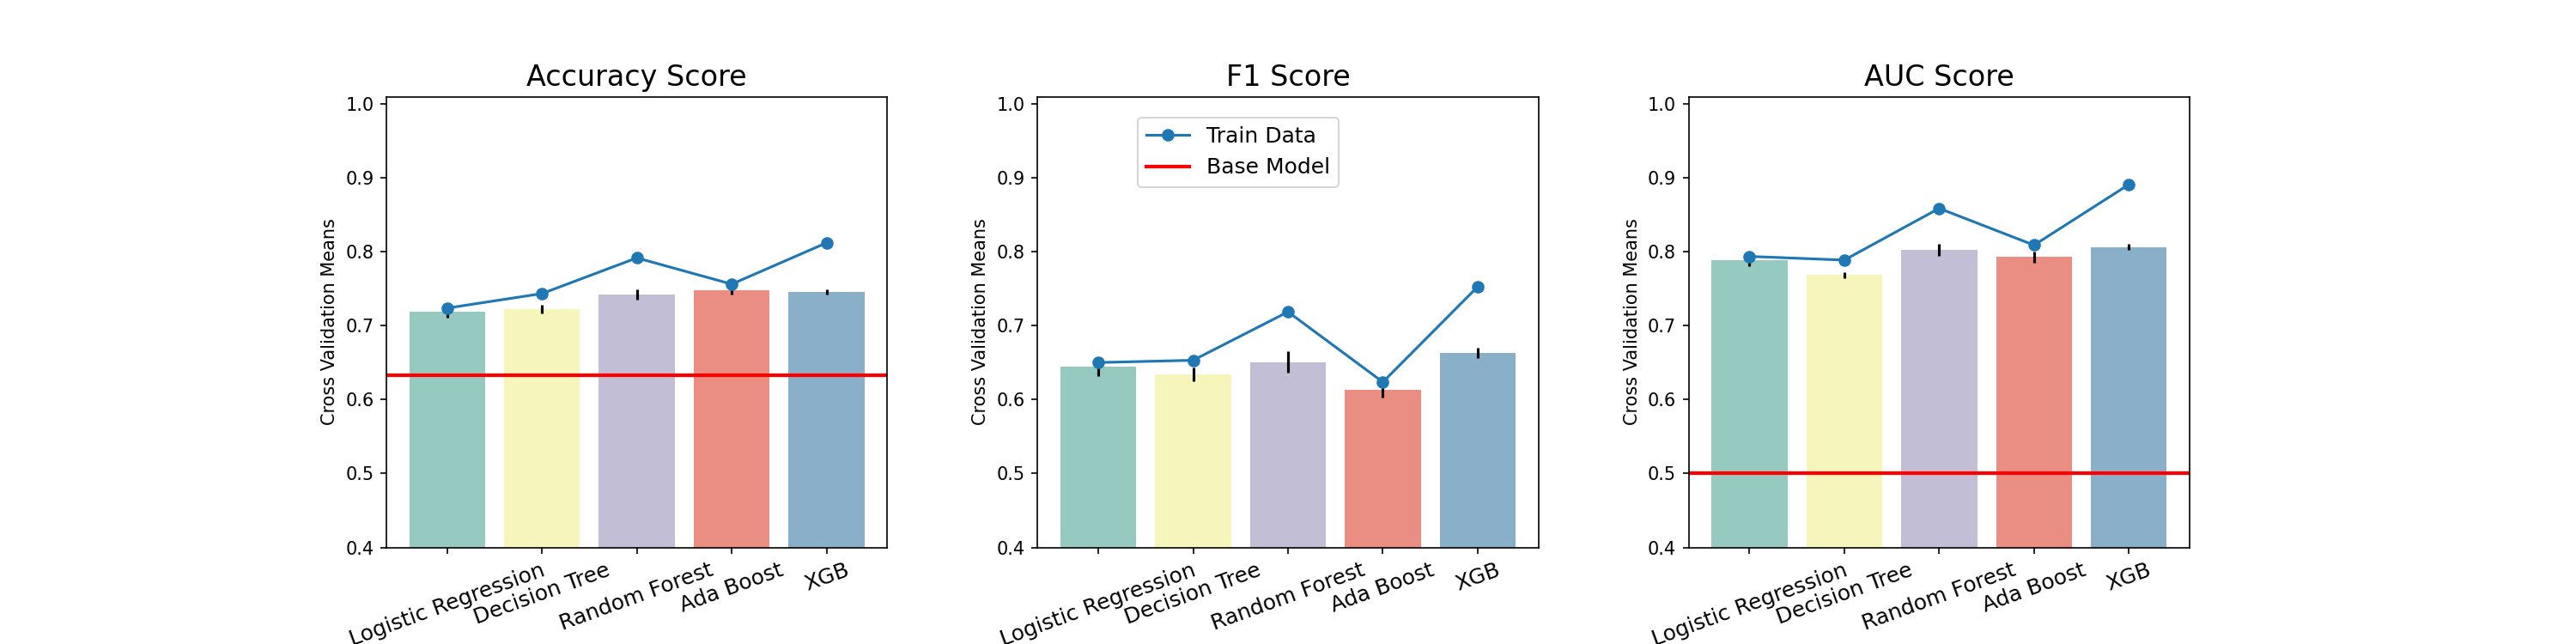 Accuracy Score
Cross Validation Means
1.0
0.9
0.8
0.7
0.6
0.5
0.4
Logistic Regression
Decision Tree
Random Forest
Ada Boost
XGB
F1 Score
Cross Validation Means
1.0
0.9
0.8
0.7
0.6
0.5
0.4
Train Data
Base Model
Logistic Regression
Decision Tree
Random Forest
Ada Boost
XGB
AUC Score
Cross Validation Means
1.0
0.9
0.8
0.7
0.6
0.5
0.4
Logistic Regression
Decision Tree
Random Forest
Ada Boost
XGB